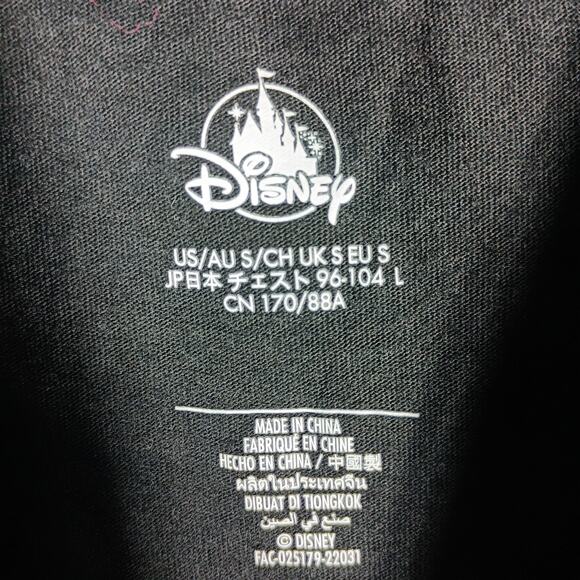 Disney
US/AU S/CH UK S EU S
JP日本 チェスト 96-104 L
CN 170/88A
MADE IN CHINA
FABRIQUÉ EN CHINE
HECHO EN CHINA / 中國製
ผลิตในประเทศจีน
DIBUAT DI TIONGKOK
صنع في الصين
© DISNEY
FAC-025179-22031